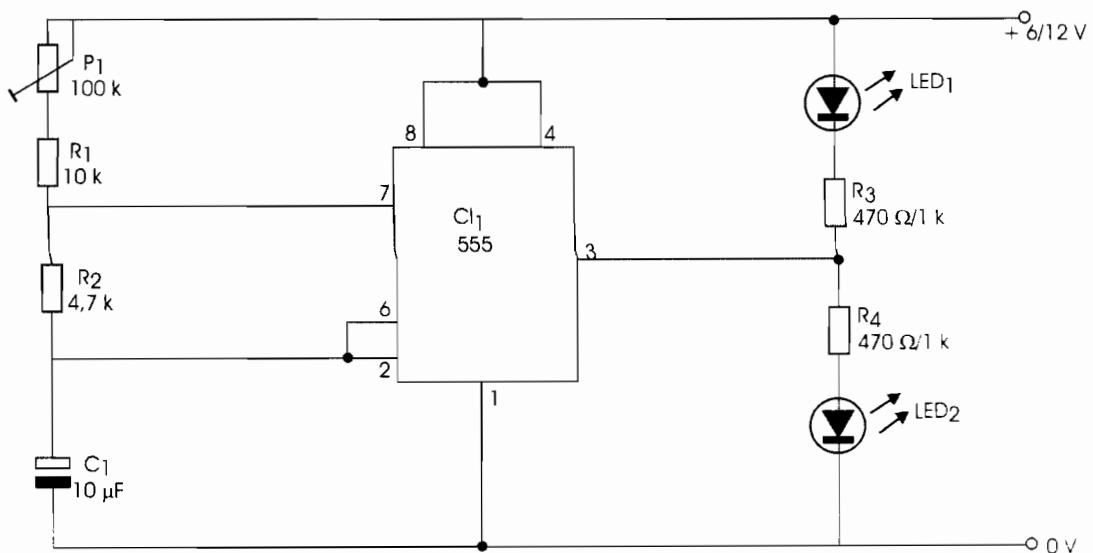 + 6/12 V
P1
100 k
LED1
8
4
R1
10 k
7
R3
470 Ω/1 k
CI1
555
3
R2
4,7 k
6
R4
470 Ω/1 k
2
1
LED2
C1
10 µF
0 V